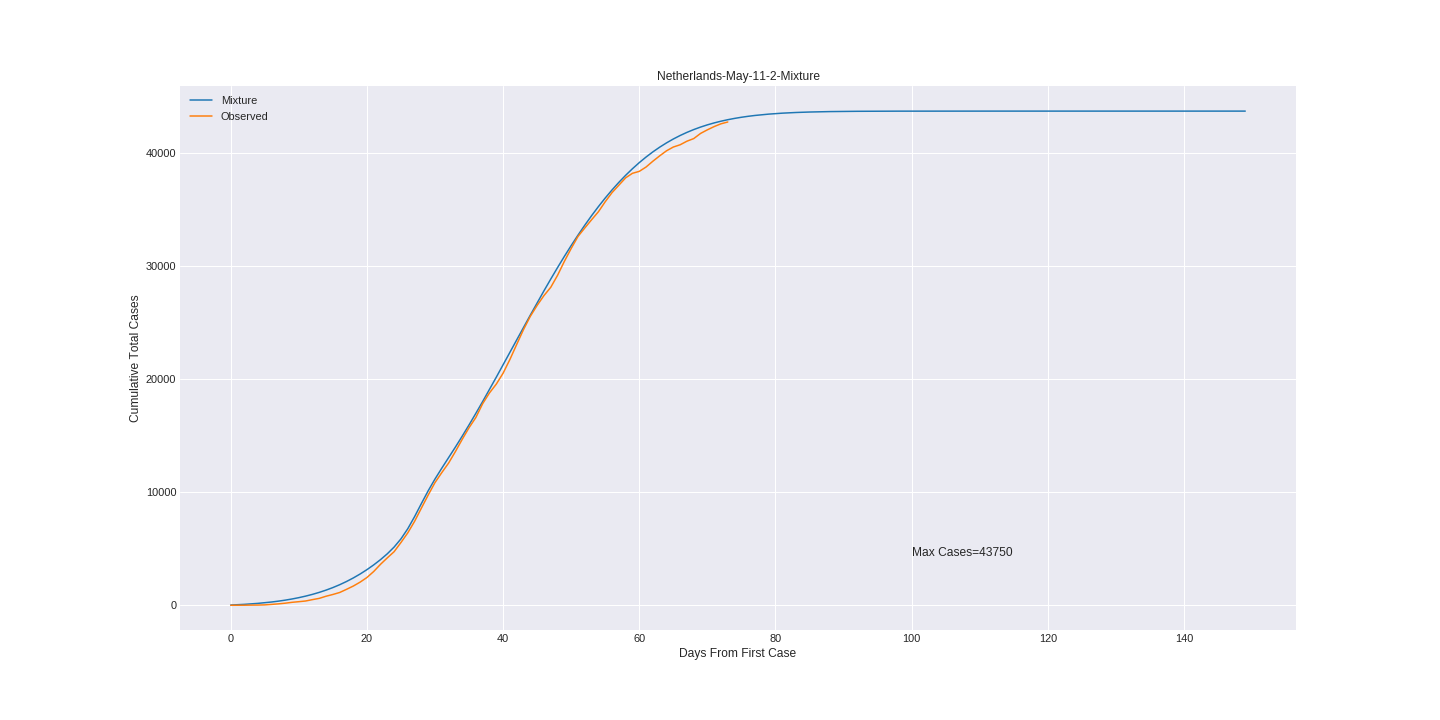 Netherlands-May-11-2-Mixture
Mixture
Observed
Cumulative Total Cases
40000
30000
20000
10000
0
Max Cases=43750
0 20 40 60 80 100 120 140
Days From First Case